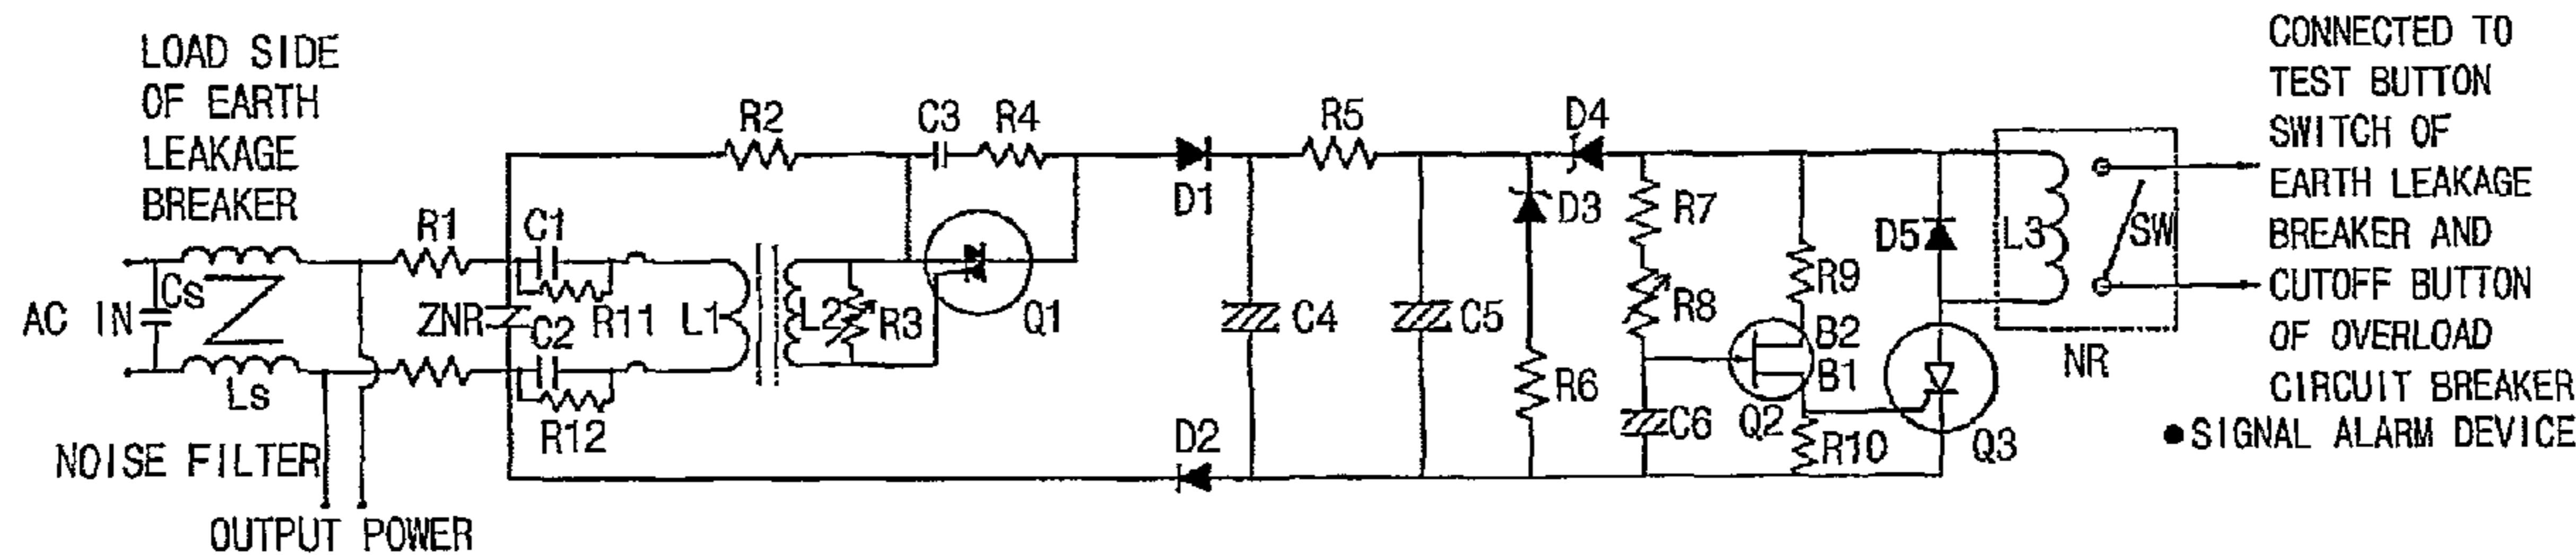 LOAD SIDE
OF EARTH
LEAKAGE
BREAKER
AC IN
Cs
Ls
NOISE FILTER
OUTPUT POWER
R1
ZNR
C1
R11
C2
R12
L1
L2
R3
R2
C3
R4
Q1
D1
D2
C4
R5
C5
D4
D3
R6
R7
R8
C6
R9
B2
B1
Q2
R10
D5
Q3
L3
SW
NR
CONNECTED TO
TEST BUTTON
SWITCH OF
EARTH LEAKAGE
BREAKER AND
CUTOFF BUTTON
OF OVERLOAD
CIRCUIT BREAKER
●SIGNAL ALARM DEVICE